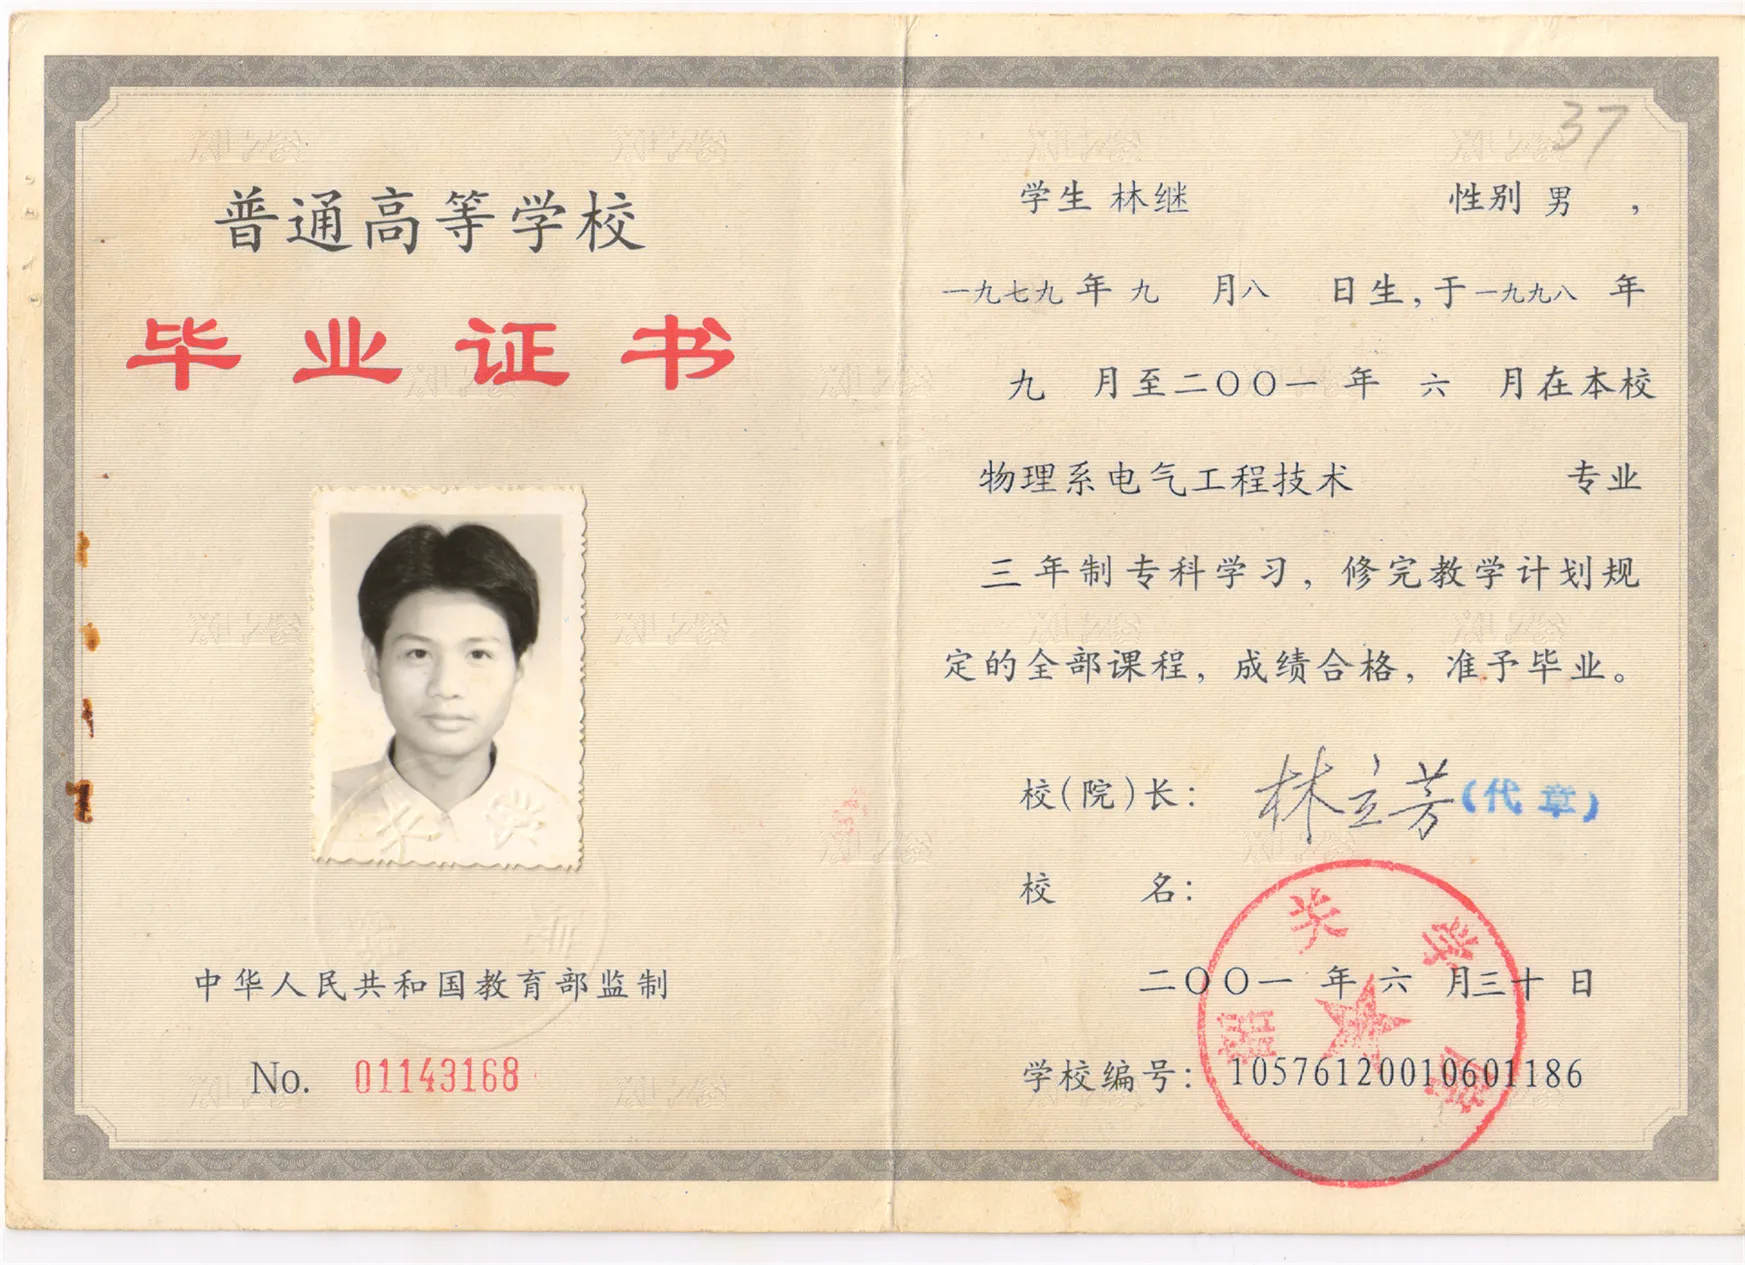 普通高等学校
毕业证书
中华人民共和国教育部监制
No. 01143168
37
学生 林继 性别 男 ，
一九七九 年 九 月八 日生，于一九九八 年
九 月至二〇〇一 年 六 月在本校
物理系电气工程技术 专业
三年制专科学习，修完教学计划规
定的全部课程，成绩合格，准予毕业。
校（院）长： 林立芳（代章）
校 名：
二〇〇一 年 六 月三十 日
学校编号： 10576120010601186